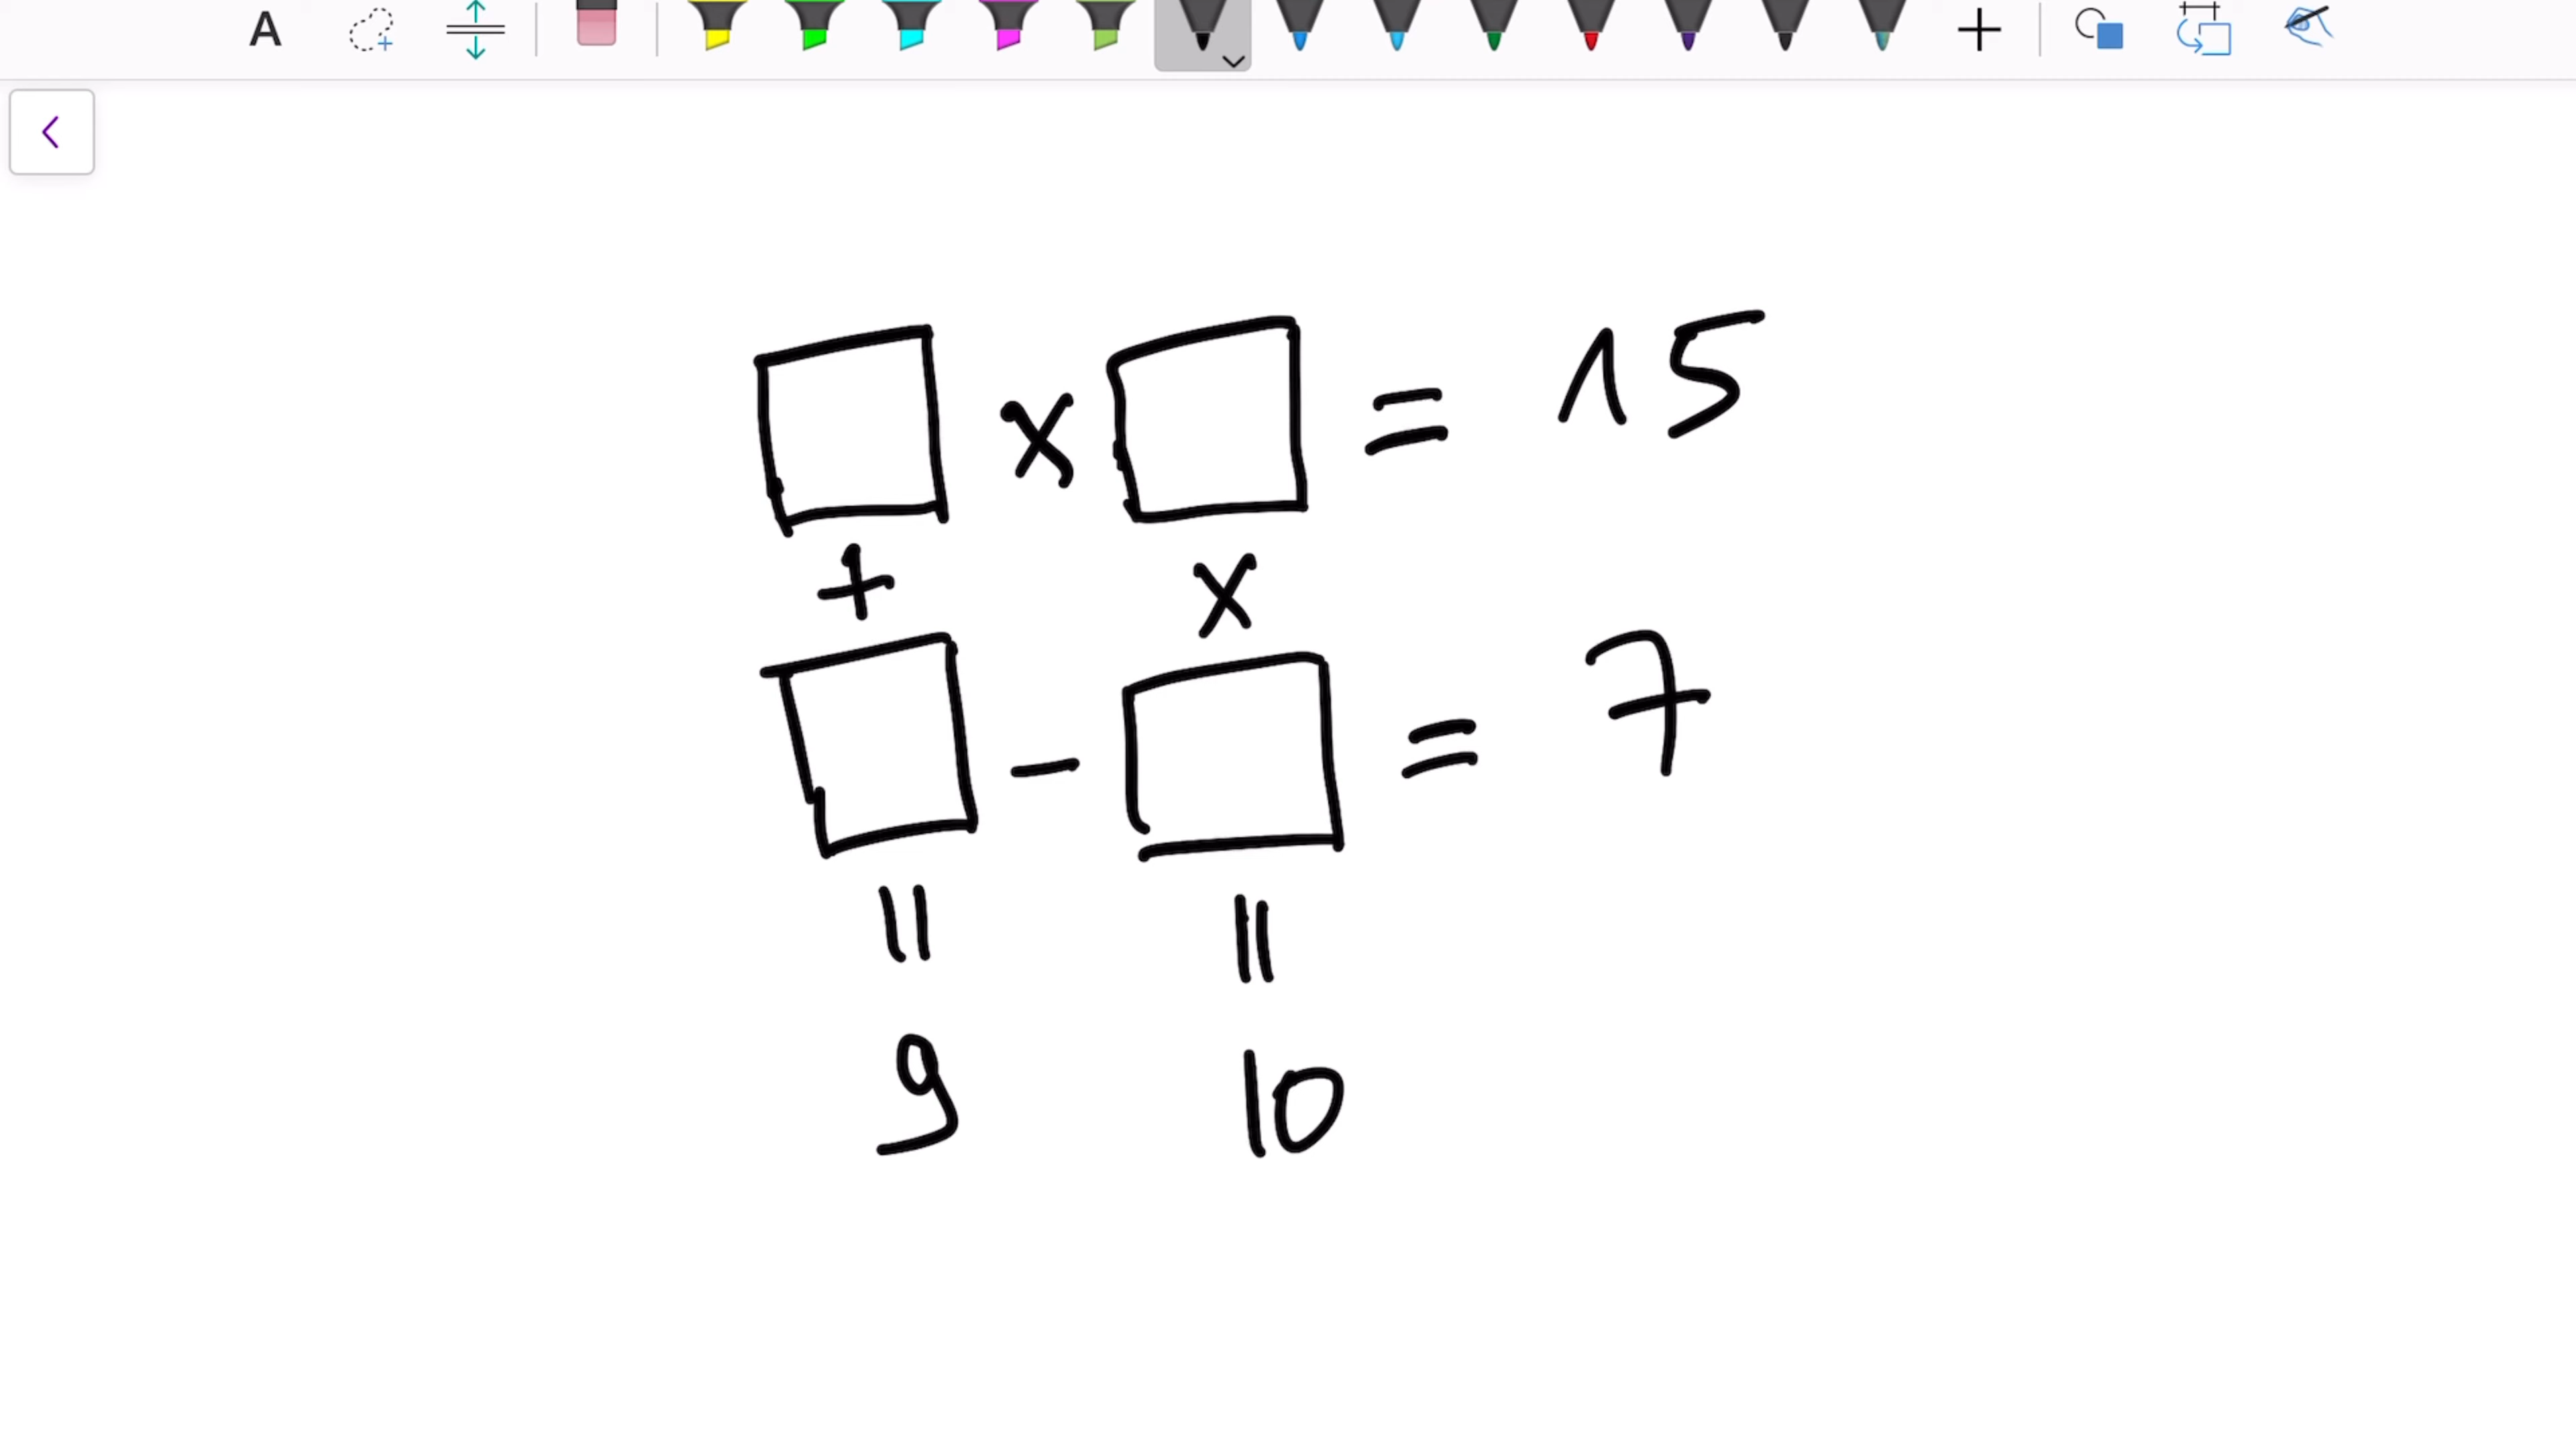 A
□ x □ = 15
+ x
□ - □ = 7
= =
9 10